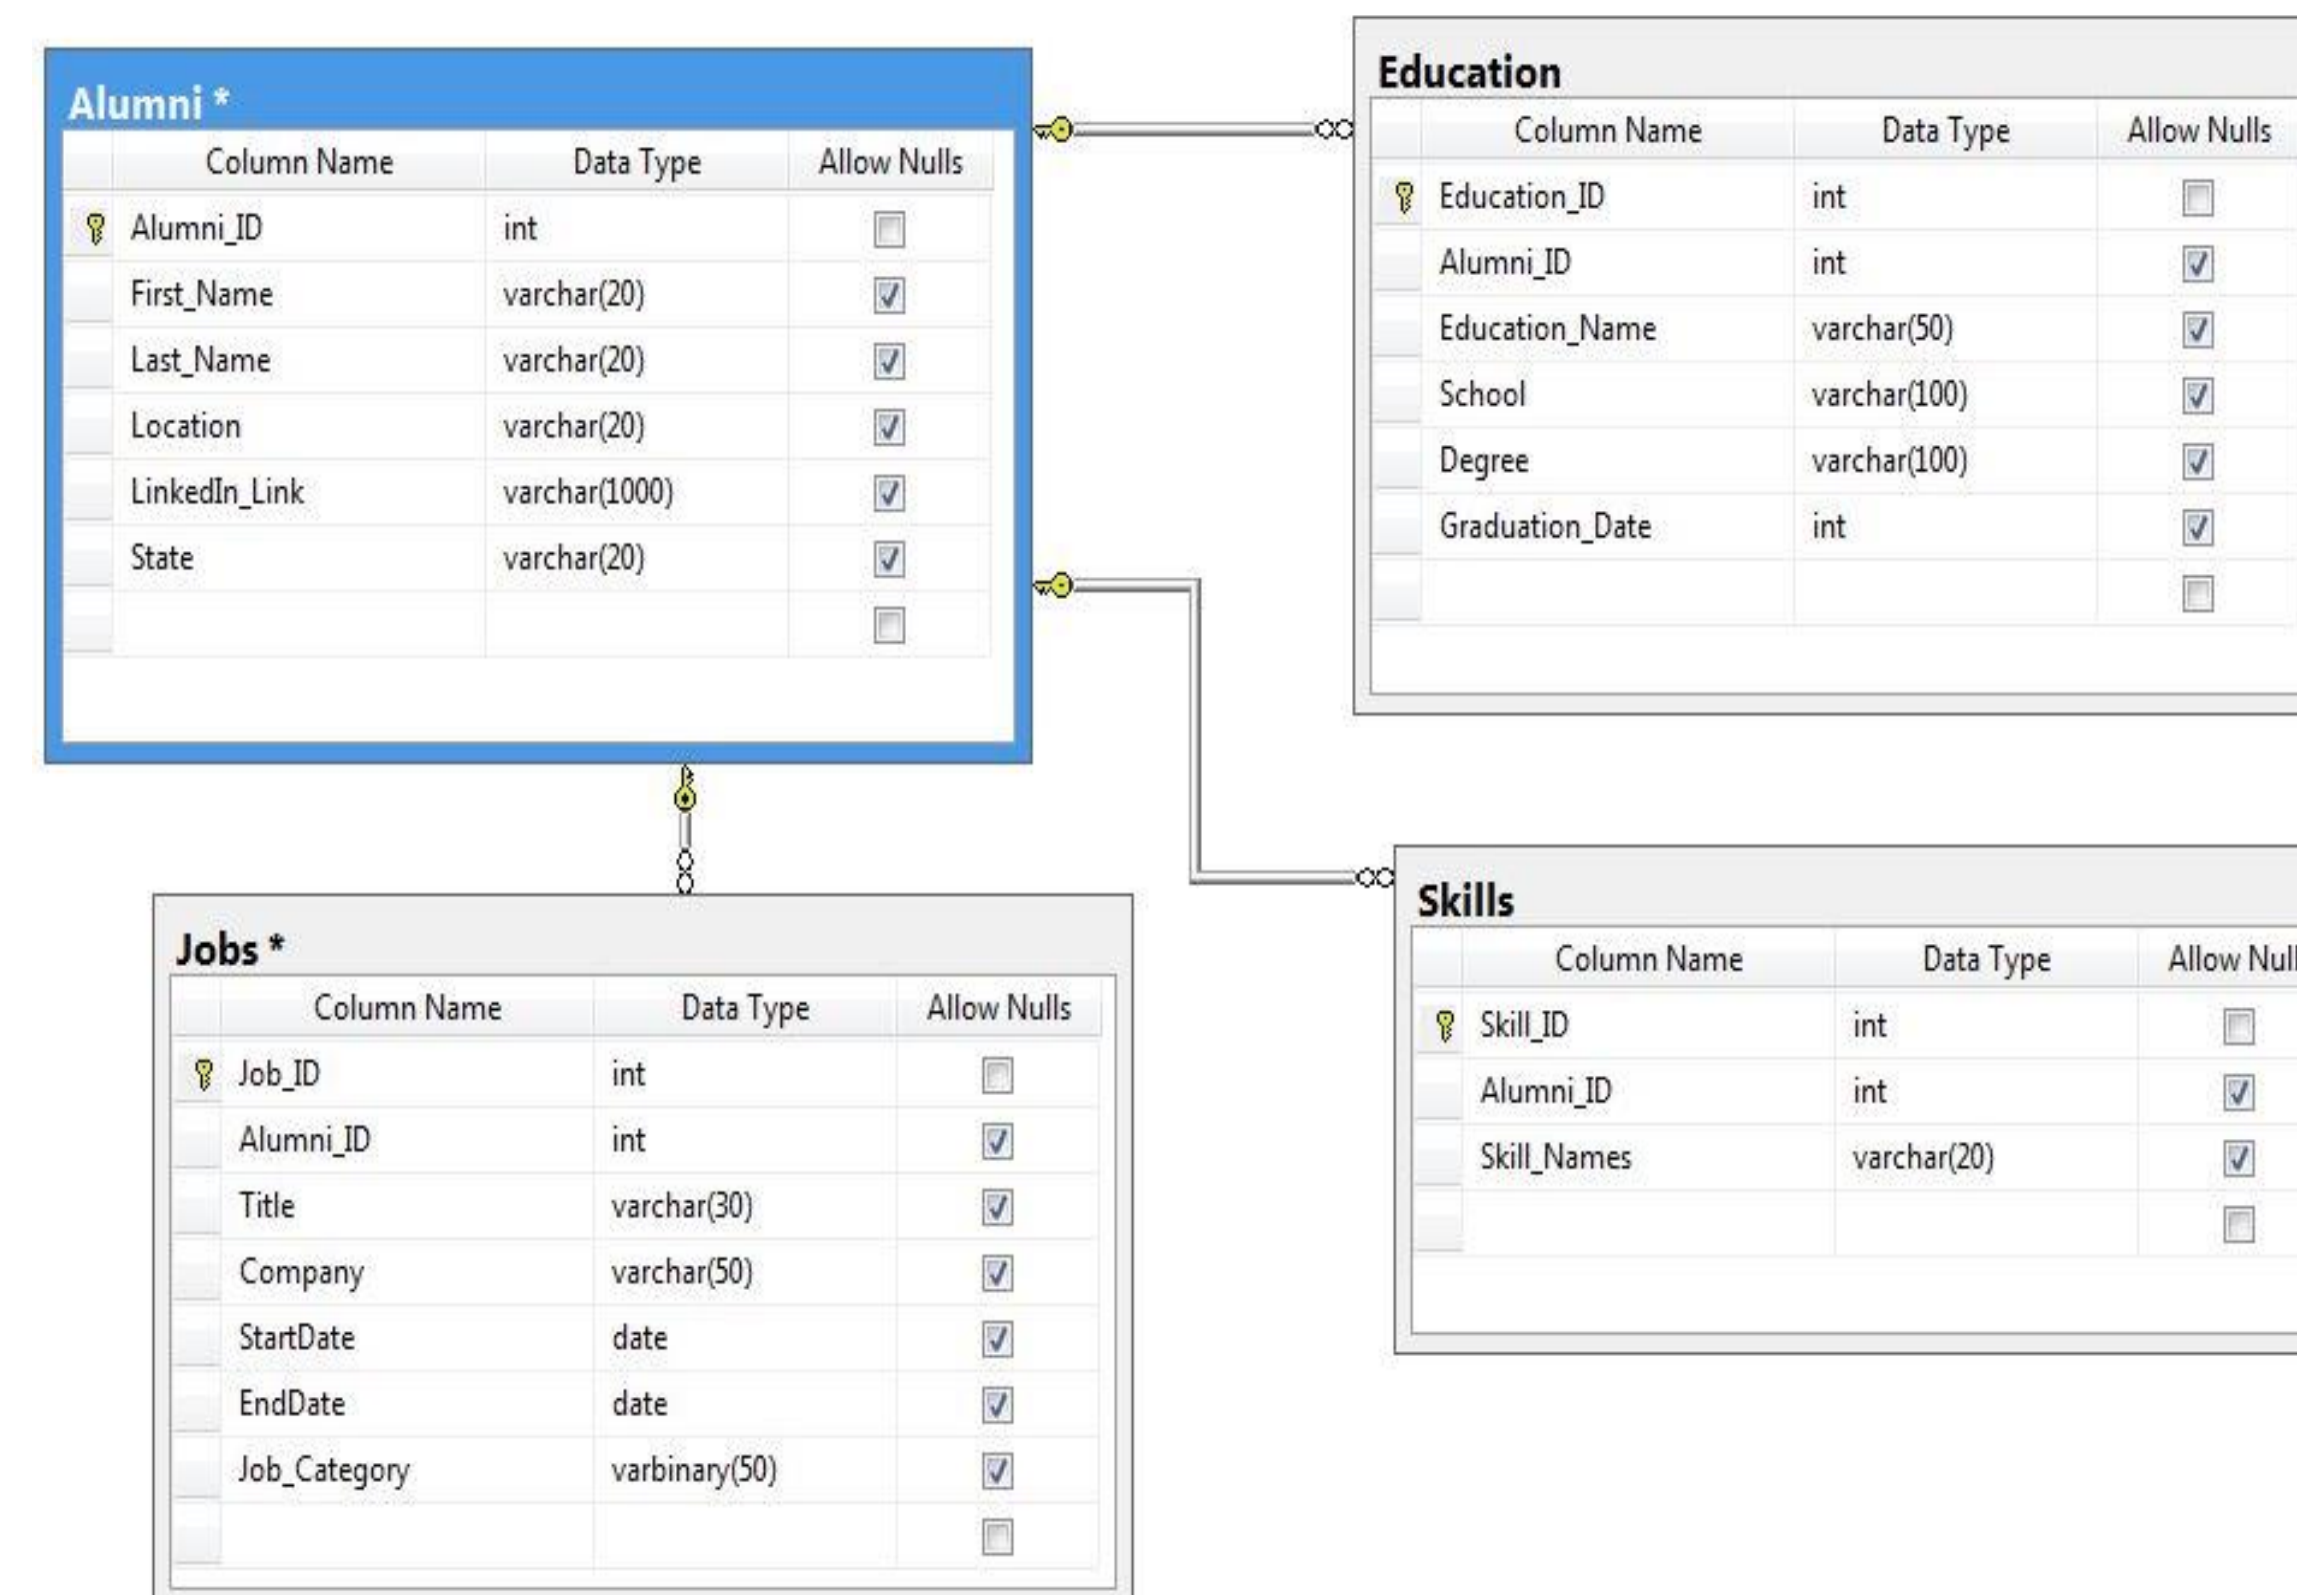 Alumni *
Column Name Data Type Allow Nulls
Alumni_ID int
First_Name varchar(20)
Last_Name varchar(20)
Location varchar(20)
LinkedIn_Link varchar(1000)
State varchar(20)
Education
Column Name Data Type Allow Nulls
Education_ID int
Alumni_ID int
Education_Name varchar(50)
School varchar(100)
Degree varchar(100)
Graduation_Date int
Jobs *
Column Name Data Type Allow Nulls
Job_ID int
Alumni_ID int
Title varchar(30)
Company varchar(50)
StartDate date
EndDate date
Job_Category varbinary(50)
Skills
Column Name Data Type Allow Null
Skill_ID int
Alumni_ID int
Skill_Names varchar(20)